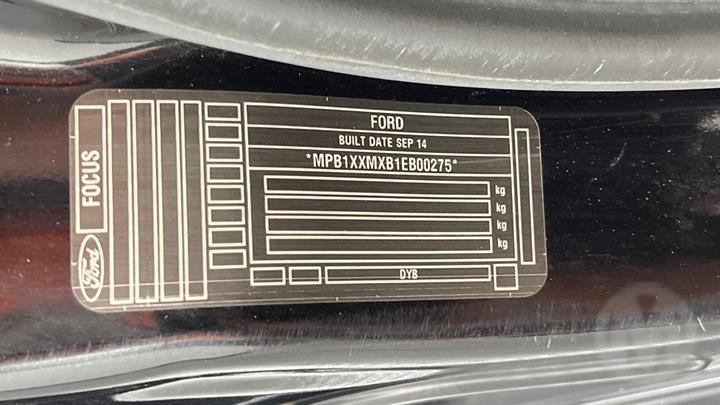 FORD
BUILT DATE SEP 14
*MPB1XXMXB1EB00275*
kg
kg
kg
kg
DYB
FOCUS
Ford